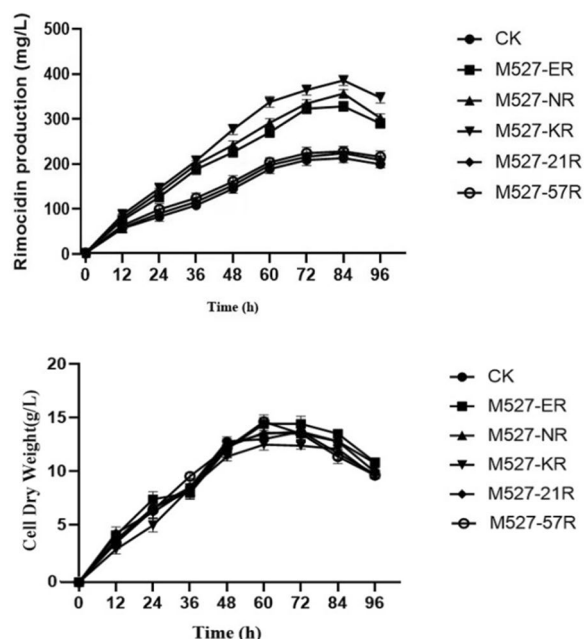 Rimocidin production (mg/L)
500
400
300
200
100
0
0 12 24 36 48 60 72 84 96
Time (h)
CK
M527-ER
M527-NR
M527-KR
M527-21R
M527-57R
Cell Dry Weight(g/L)
20
15
10
5
0
0 12 24 36 48 60 72 84 96
Time (h)
CK
M527-ER
M527-NR
M527-KR
M527-21R
M527-57R